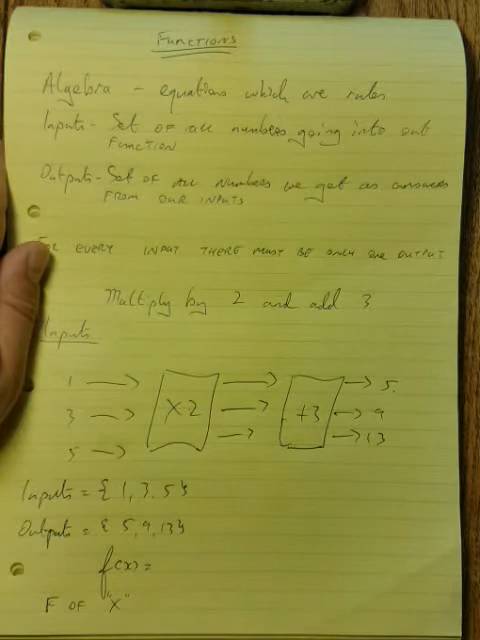 FUNCTIONS
Algebra - equations which are rules
Inputs - Set of all numbers going into our
FUNCTION
Outputs - Set of all numbers we get as answers
FROM OUR INPUTS
FOR EVERY INPUT THERE MUST BE ONLY ONE OUTPUT
Multiply by 2 and add 3
Inputs
1 → → → 5
3 → ×2 → +3 ← 9
5 → → → 13
Inputs = { 1, 3, 5 }
Outputs = { 5, 9, 13 }
f(x) =
F OF "X"